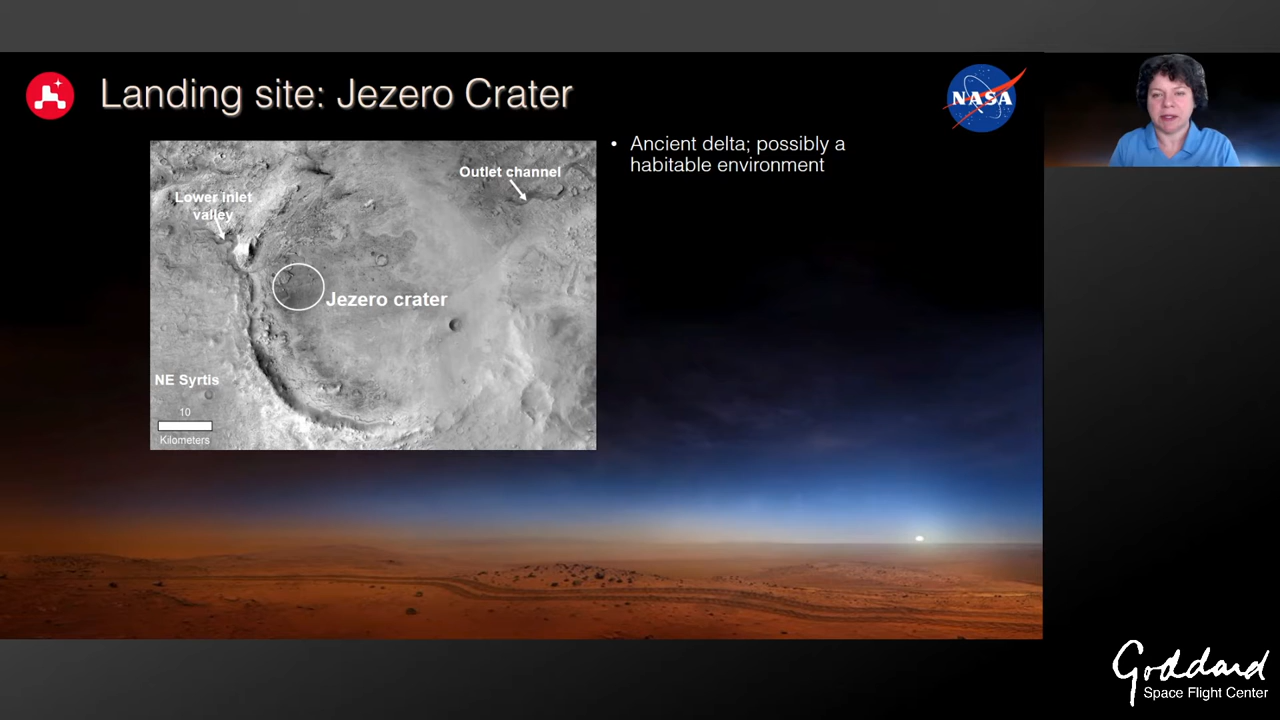 Landing site: Jezero Crater
NASA
• Ancient delta; possibly a
habitable environment
Outlet channel
Lower inlet
valley
Jezero crater
NE Syrtis
10
Kilometers
Goddard
Space Flight Center